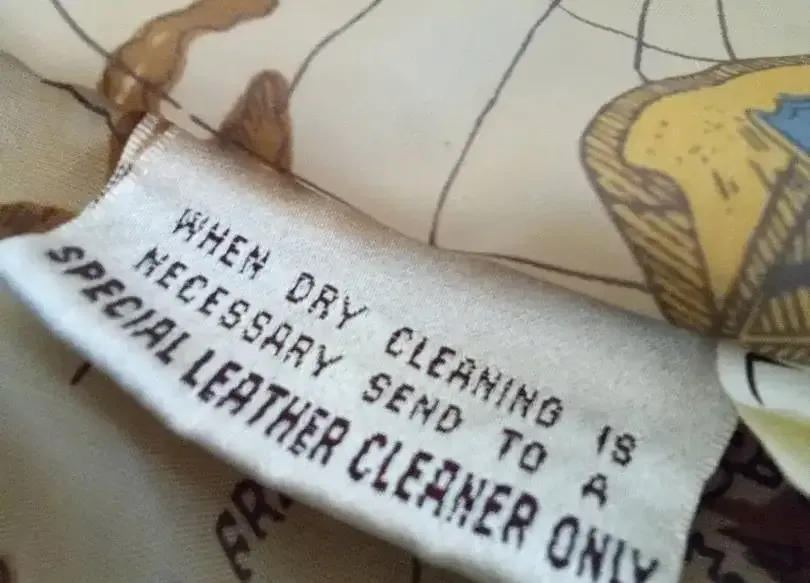 WHEN DRY CLEANING IS
NECESSARY SEND TO A
SPECIAL LEATHER CLEANER ONLY